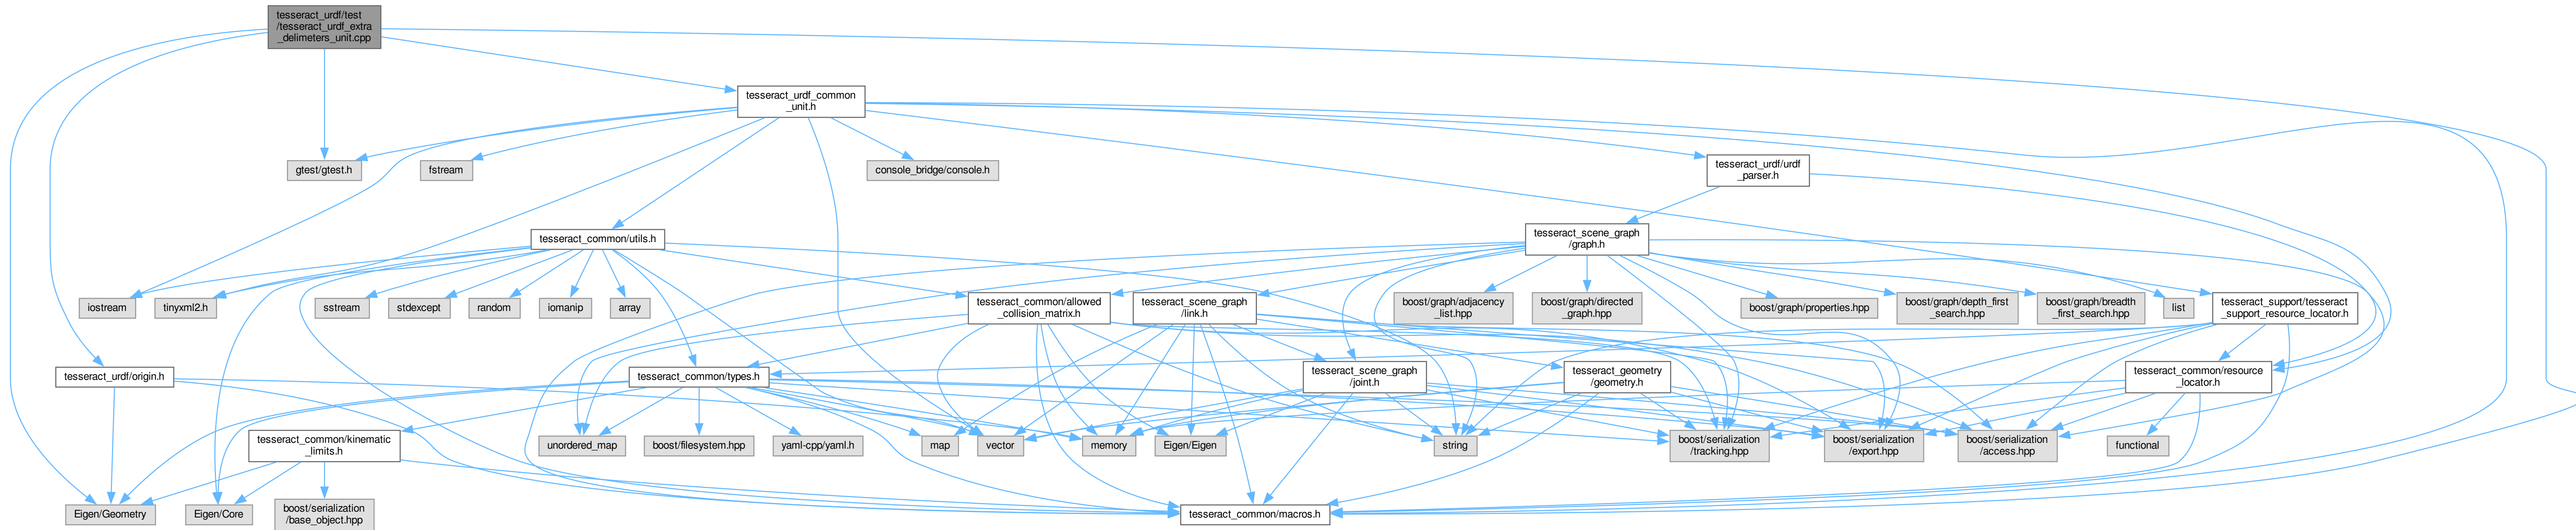 tesseract_urdf/test
/tesseract_urdf_extra
_delimeters_unit.cpp
tesseract_urdf_common
_unit.h
gtest/gtest.h
fstream
console_bridge/console.h
tesseract_urdf/urdf
_parser.h
tesseract_common/utils.h
tesseract_scene_graph
/graph.h
iostream
tinyxml2.h
sstream
stdexcept
random
iomanip
array
tesseract_common/allowed
_collision_matrix.h
tesseract_scene_graph
/link.h
boost/graph/adjacency
_list.hpp
boost/graph/directed
_graph.hpp
boost/graph/properties.hpp
boost/graph/depth_first
_search.hpp
boost/graph/breadth
_first_search.hpp
list
tesseract_support/tesseract
_support_resource_locator.h
tesseract_urdf/origin.h
tesseract_common/types.h
tesseract_scene_graph
/joint.h
tesseract_geometry
/geometry.h
tesseract_common/resource
_locator.h
tesseract_common/kinematic
_limits.h
unordered_map
boost/filesystem.hpp
yaml-cpp/yaml.h
map
vector
memory
Eigen/Eigen
string
boost/serialization
/tracking.hpp
boost/serialization
/export.hpp
boost/serialization
/access.hpp
functional
Eigen/Geometry
Eigen/Core
boost/serialization
/base_object.hpp
tesseract_common/macros.h